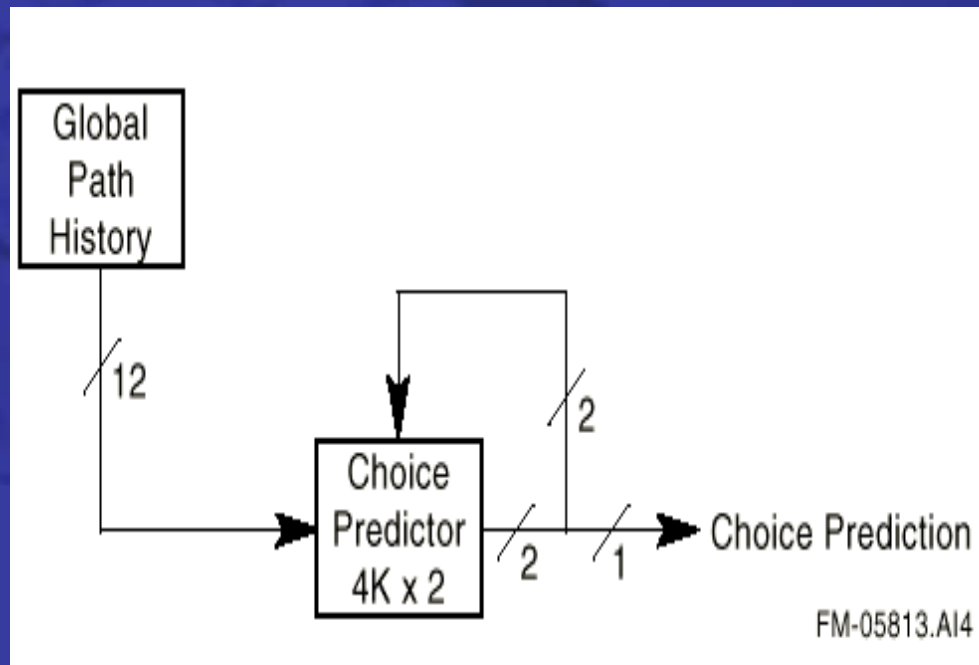 Global
Path
History
12
2
Choice
Predictor
4K x 2
2
1
Choice Prediction
FM-05813.AI4